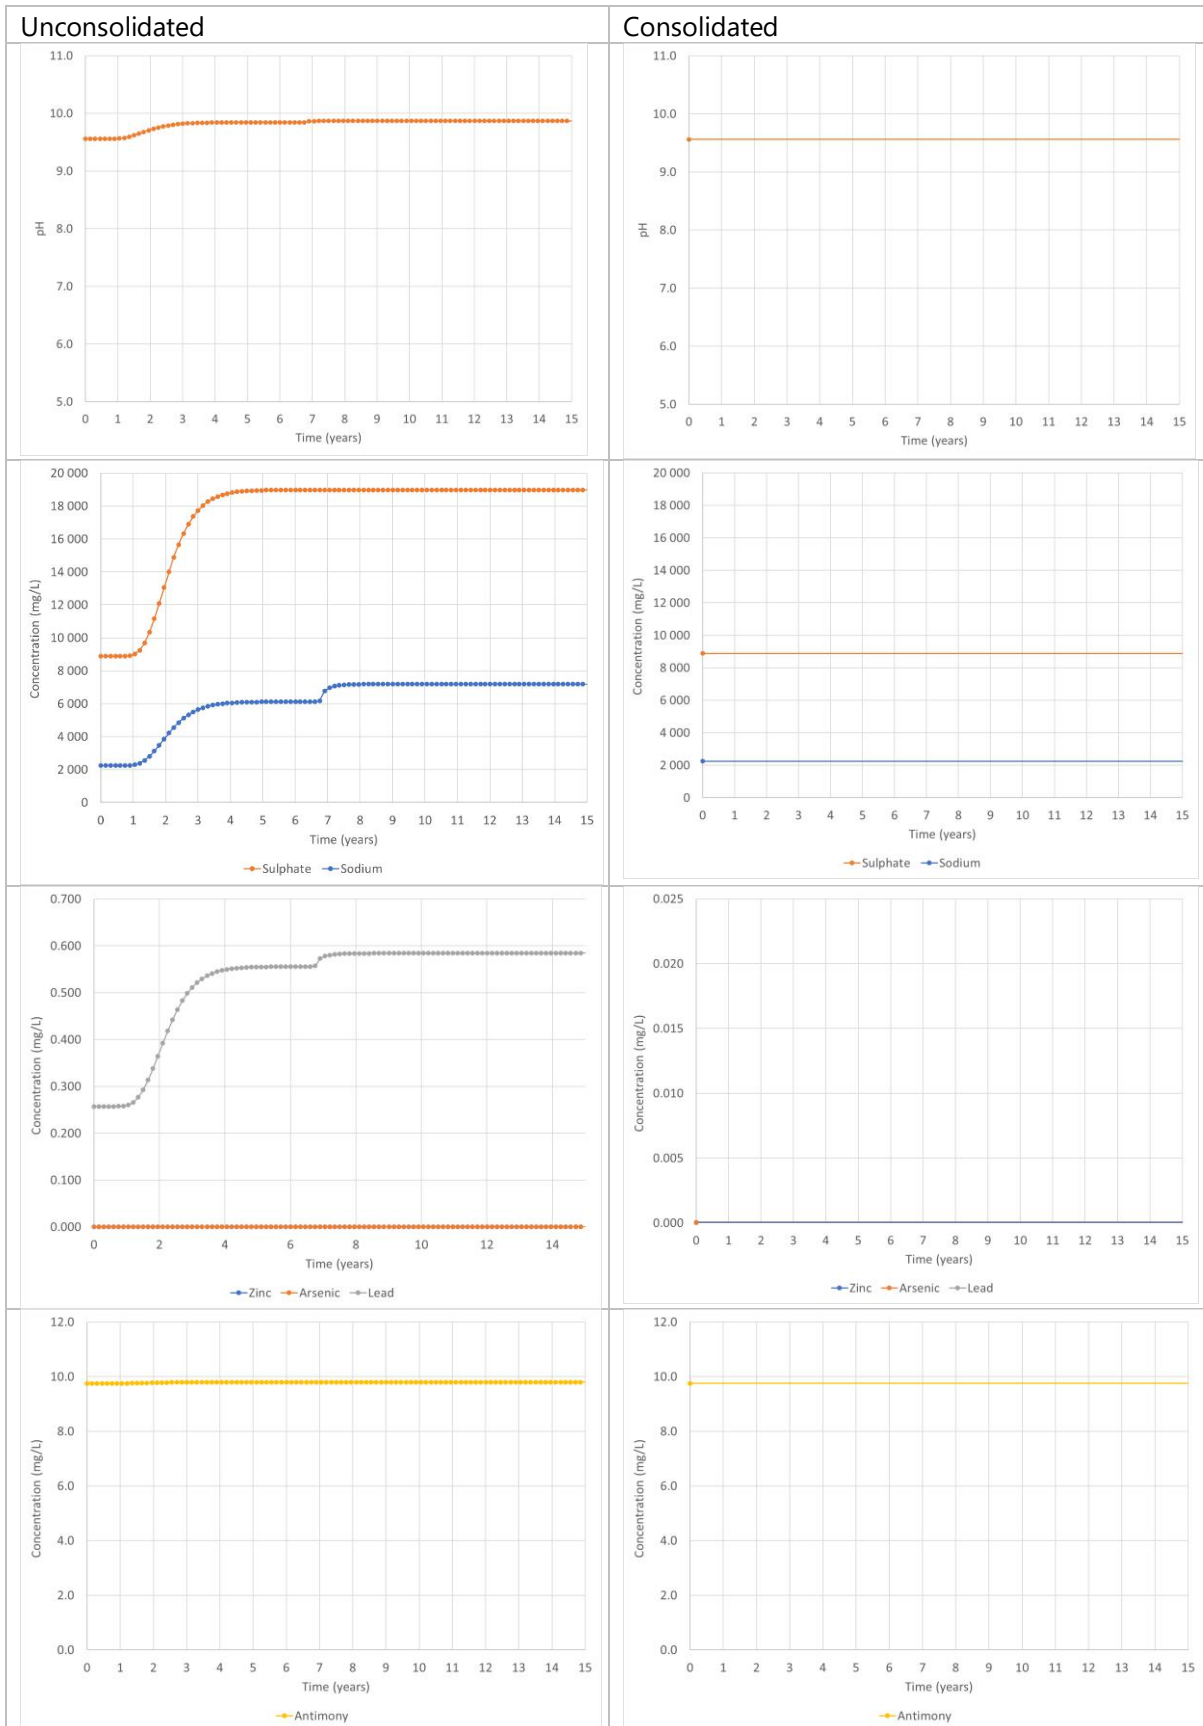 Unconsolidated
Consolidated
11.0
10.0
9.0
8.0
7.0
6.0
5.0
pH
0 1 2 3 4 5 6 7 8 9 10 11 12 13 14 15
Time (years)
11.0
10.0
9.0
8.0
7.0
6.0
5.0
pH
0 1 2 3 4 5 6 7 8 9 10 11 12 13 14 15
Time (years)
20 000
18 000
16 000
14 000
12 000
10 000
8 000
6 000
4 000
2 000
0
Concentration (mg/L)
0 1 2 3 4 5 6 7 8 9 10 11 12 13 14 15
Time (years)
Sulphate Sodium
20 000
18 000
16 000
14 000
12 000
10 000
8 000
6 000
4 000
2 000
0
Concentration (mg/L)
0 1 2 3 4 5 6 7 8 9 10 11 12 13 14 15
Time (years)
Sulphate Sodium
0.700
0.600
0.500
0.400
0.300
0.200
0.100
0.000
Concentration (mg/L)
0 2 4 6 8 10 12 14
Time (years)
Zinc Arsenic Lead
0.025
0.020
0.015
0.010
0.005
0.000
Concentration (mg/L)
0 1 2 3 4 5 6 7 8 9 10 11 12 13 14 15
Time (years)
Zinc Arsenic Lead
12.0
10.0
8.0
6.0
4.0
2.0
0.0
Concentration (mg/L)
0 1 2 3 4 5 6 7 8 9 10 11 12 13 14 15
Time (years)
Antimony
12.0
10.0
8.0
6.0
4.0
2.0
0.0
Concentration (mg/L)
0 1 2 3 4 5 6 7 8 9 10 11 12 13 14 15
Time (years)
Antimony